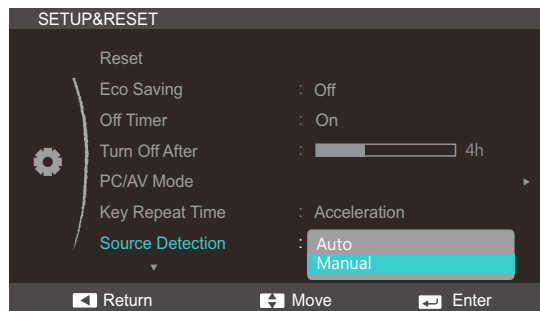 SETUP&RESET
Reset
Eco Saving : Off
Off Timer : On
Turn Off After : 4h
PC/AV Mode
Key Repeat Time : Acceleration
Source Detection : Auto
Manual
Return Move Enter